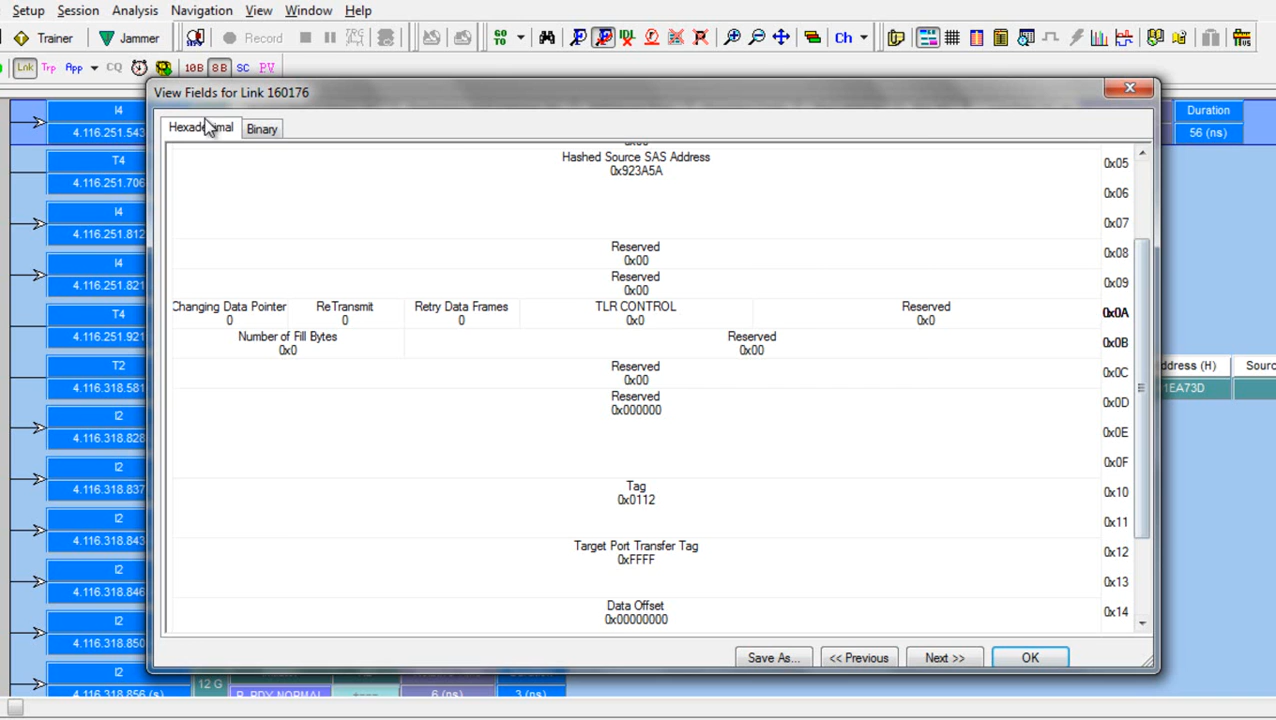 Setup Session Analysis Navigation View Window Help
Trainer Jammer Record GO TO IDL Ch
Lnk Trp App CQ 10B 8B SC P.V.
View Fields for Link 160176
Hexadecimal Binary
I4 Duration
4.116.251.543 56 (ns)
T4
4.116.251.706
I4
4.116.251.812
I4
4.116.251.821
T4
4.116.251.921
T2
4.116.318.581
I2
4.116.318.828
I2
4.116.318.837
I2
4.116.318.843
I2
4.116.318.846
I2
4.116.318.850
I2
4.116.318.856 (s)
Hashed Source SAS Address
0x923A5A
0x05
0x06
0x07
Reserved
0x00
0x08
Reserved
0x00
0x09
Changing Data Pointer ReTransmit Retry Data Frames TLR CONTROL Reserved
0 0 0 0x0 0x0
0x0A
Number of Fill Bytes Reserved
0x0 0x00
0x0B
Reserved
0x00
0x0C
Reserved
0x000000
0x0D
0x0E
0x0F
Tag
0x0112
0x10
0x11
Target Port Transfer Tag
0xFFFF
0x12
0x13
Data Offset
0x00000000
0x14
ddress (H) Sourc
1EA73D
Save As... << Previous Next >> OK
12 G R_RDY NORMAL 6 (ns) 3 (ns)